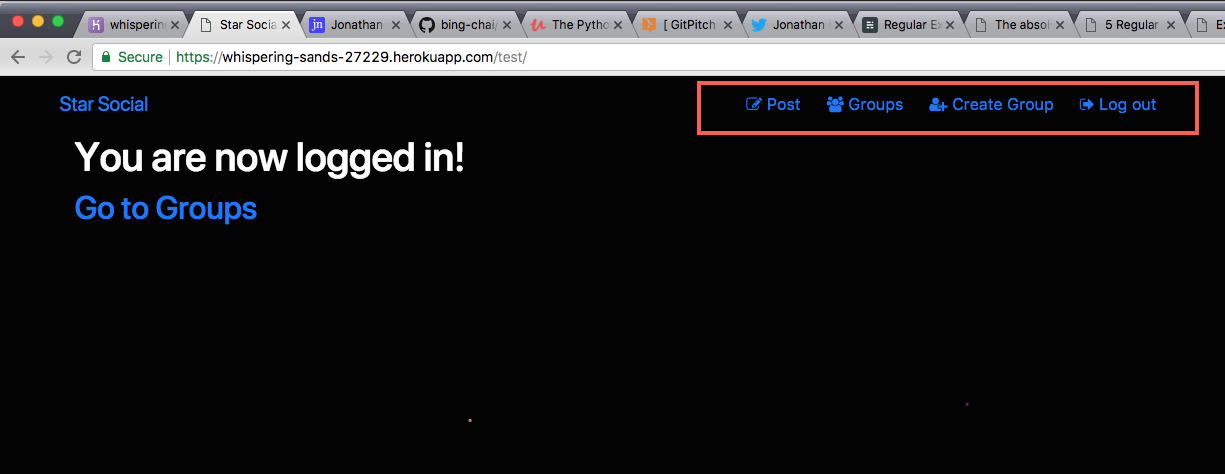 whispering Star Socia Jonathan bing-chai/ The Pytho [ GitPitch Jonathan Regular Ex The absol 5 Regular Ex
Secure https://whispering-sands-27229.herokuapp.com/test/
Star Social Post Groups Create Group Log out
You are now logged in!
Go to Groups